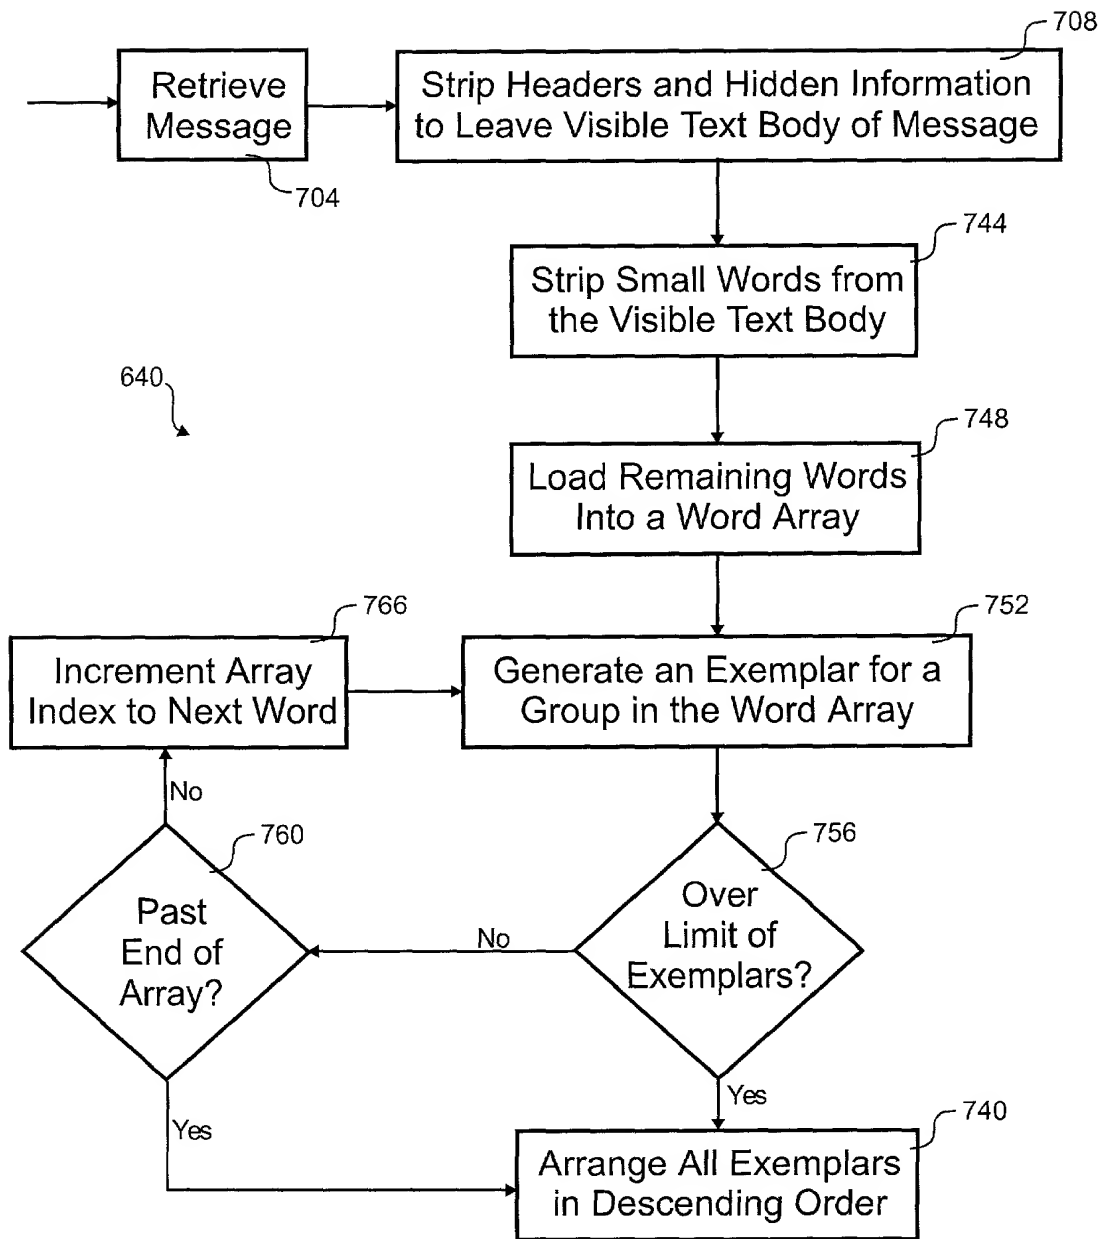 708
Retrieve
Message
704
Strip Headers and Hidden Information
to Leave Visible Text Body of Message
744
Strip Small Words from
the Visible Text Body
640
748
Load Remaining Words
Into a Word Array
766
752
Increment Array
Index to Next Word
Generate an Exemplar for a
Group in the Word Array
No
760
756
Past
End of
Array?
No
Over
Limit of
Exemplars?
Yes
Yes
740
Arrange All Exemplars
in Descending Order